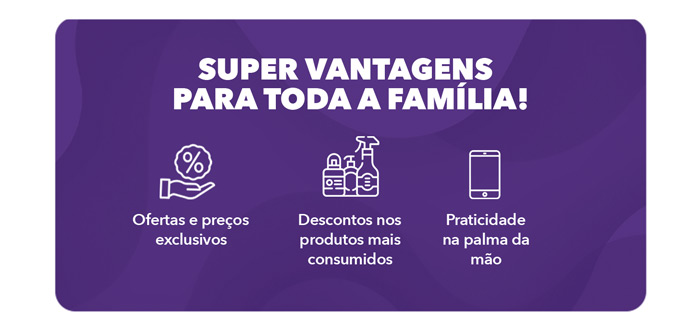 SUPER VANTAGENS
PARA TODA A FAMÍLIA!
%
Ofertas e preços
exclusivos
Descontos nos
produtos mais
consumidos
Praticidade
na palma da
mão